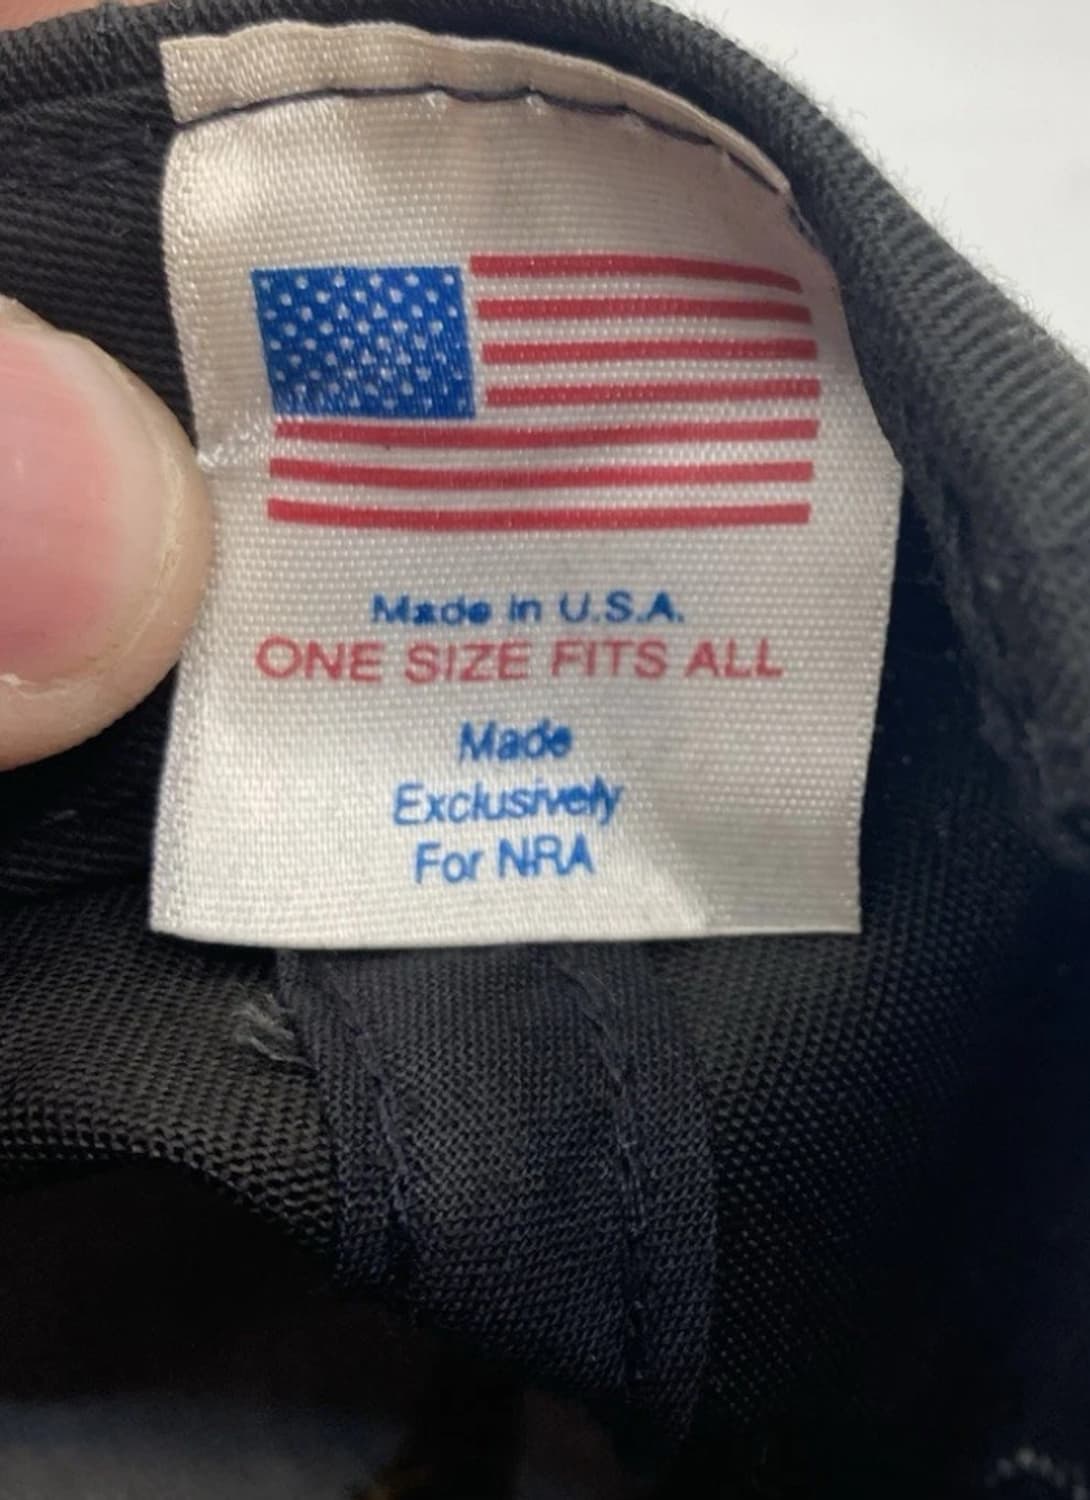 Made in U.S.A.
ONE SIZE FITS ALL
Made
Exclusively
For NRA